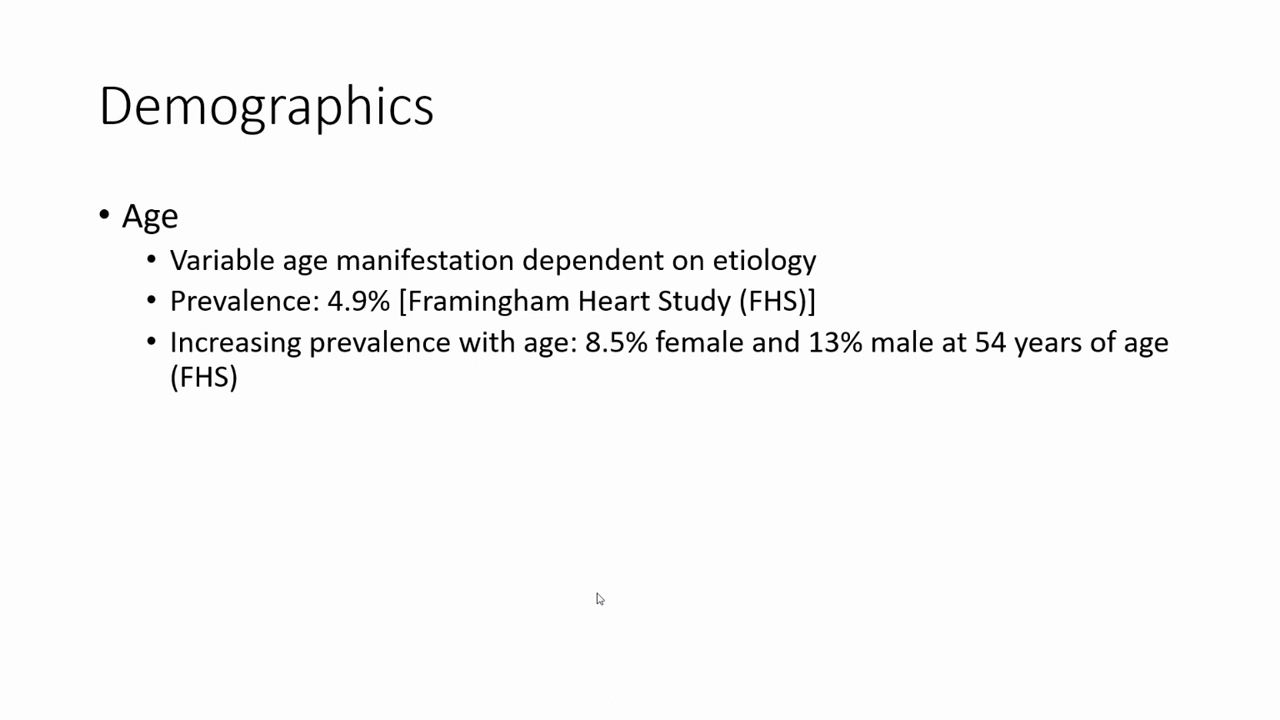 Demographics
• Age
• Variable age manifestation dependent on etiology
• Prevalence: 4.9% [Framingham Heart Study (FHS)]
• Increasing prevalence with age: 8.5% female and 13% male at 54 years of age
(FHS)